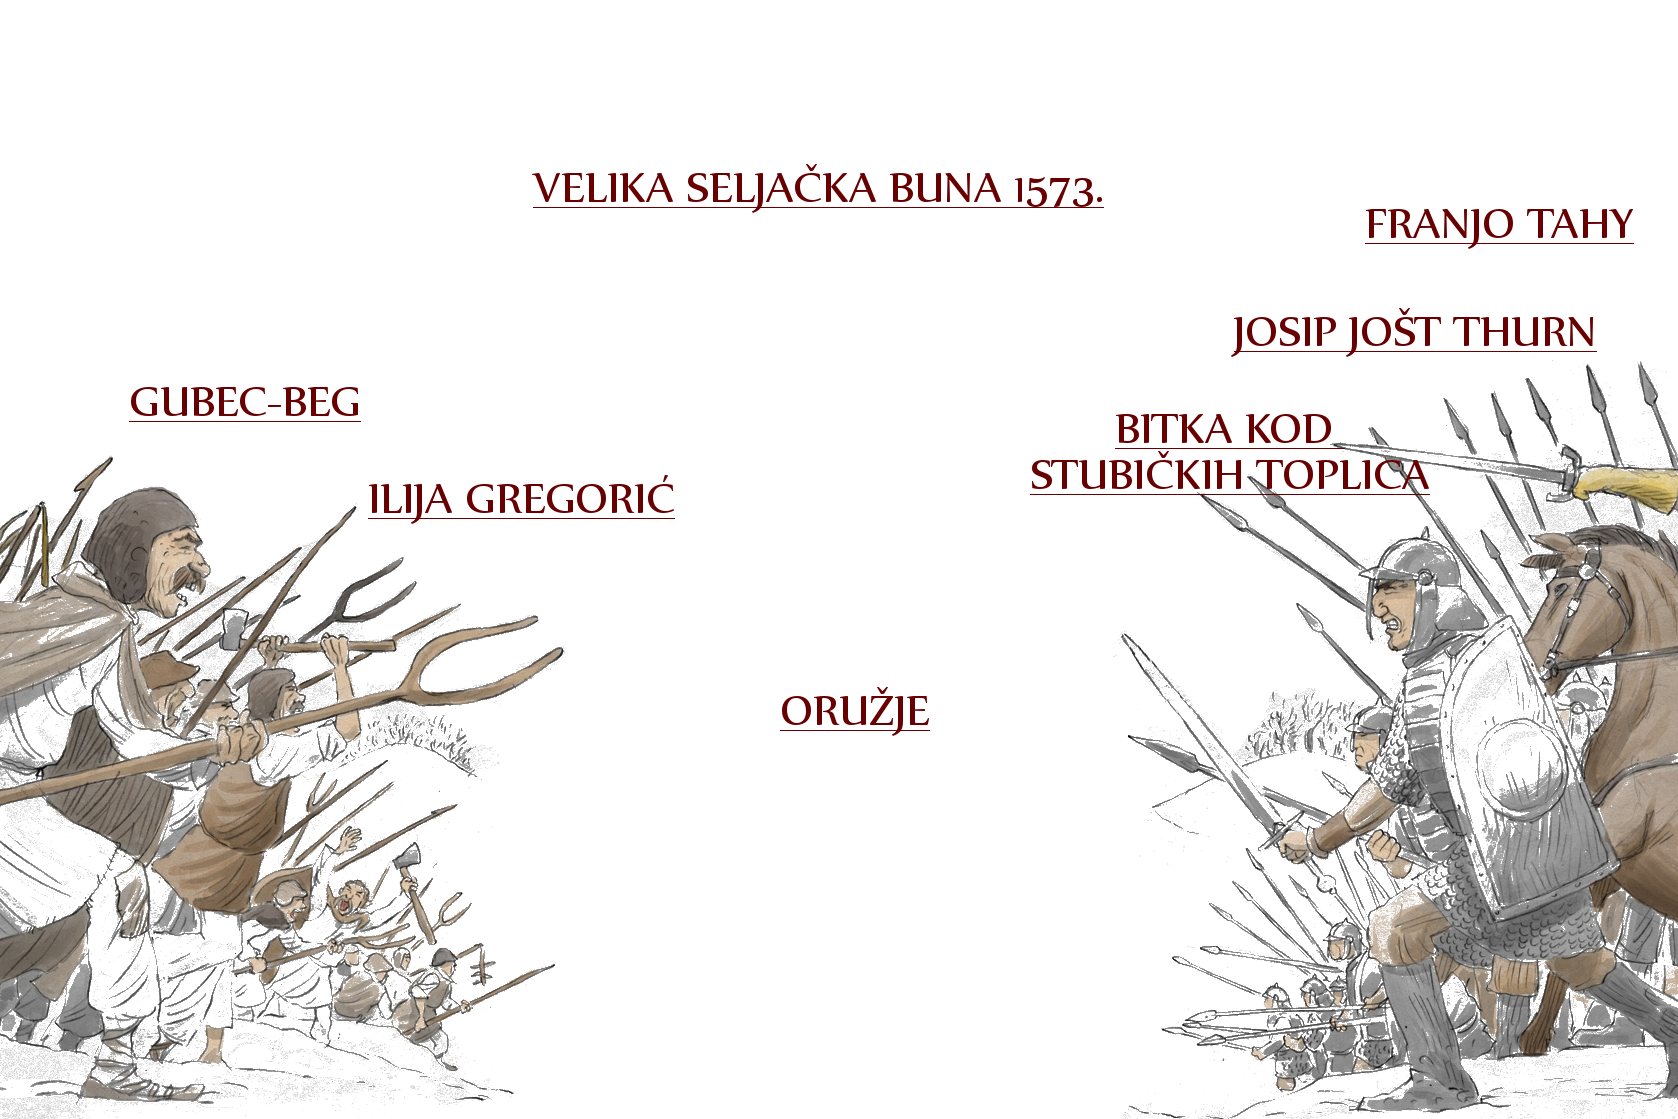 VELIKA SELJAČKA BUNA 1573.
FRANJO TAHY
JOSIP JOŠT THURN
GUBEC-BEG
BITKA KOD
STUBIČKIH TOPLICA
ILIJA GREGORIĆ
ORUŽJE